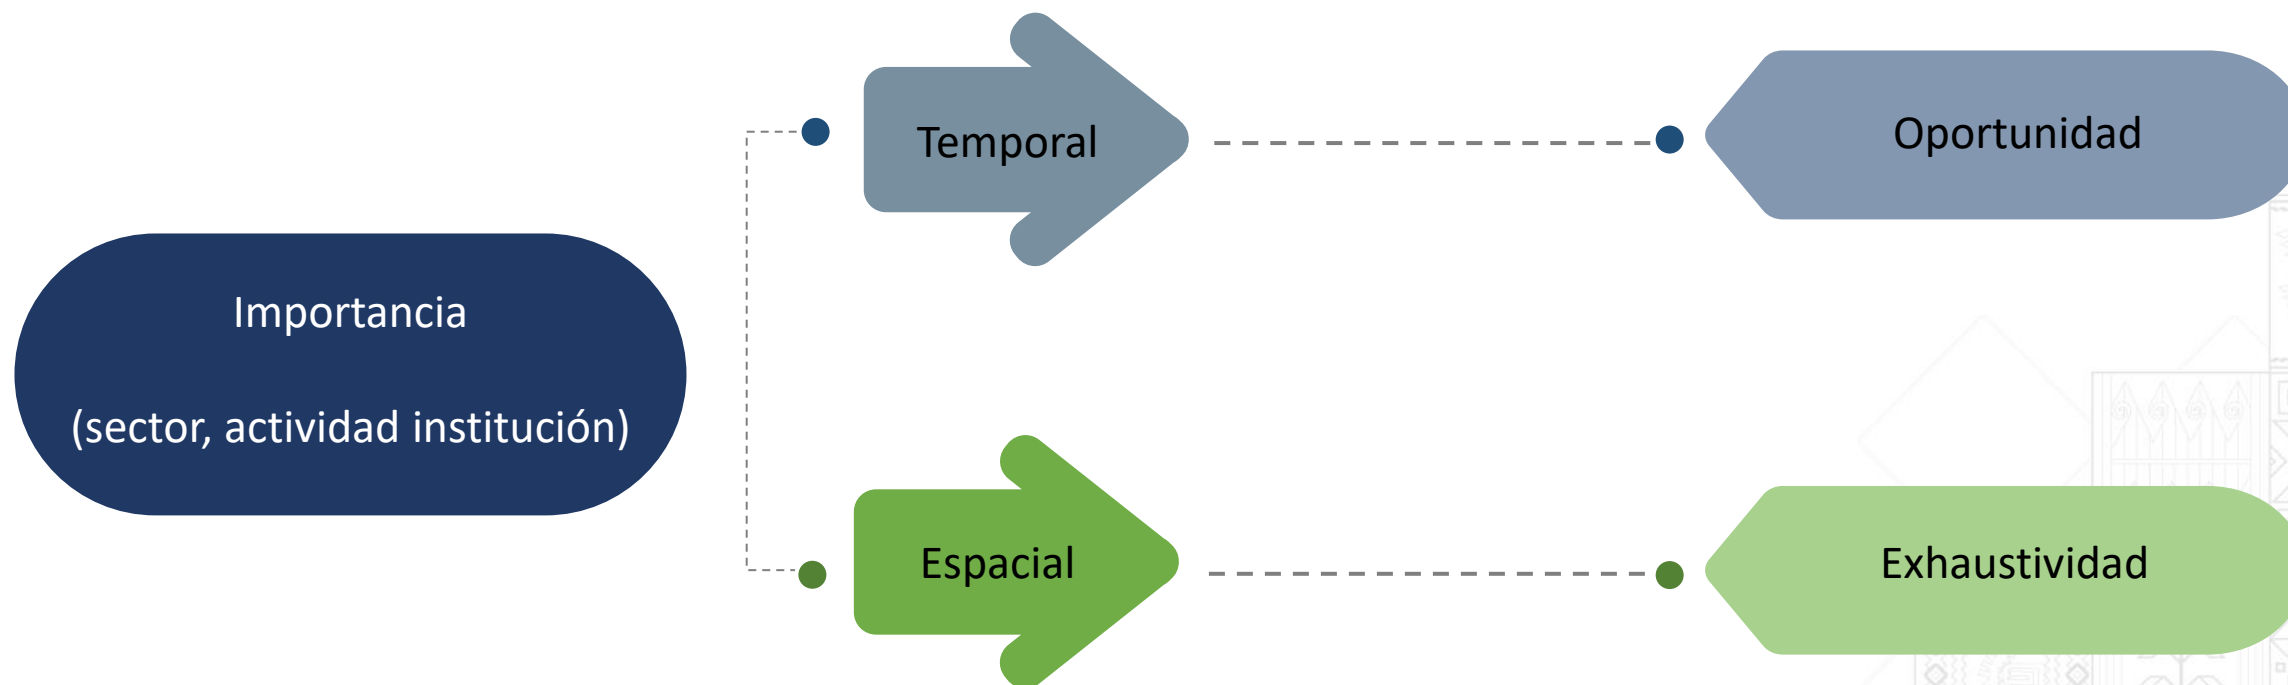 Importancia
(sector, actividad institución)
Temporal
Oportunidad
Espacial
Exhaustividad